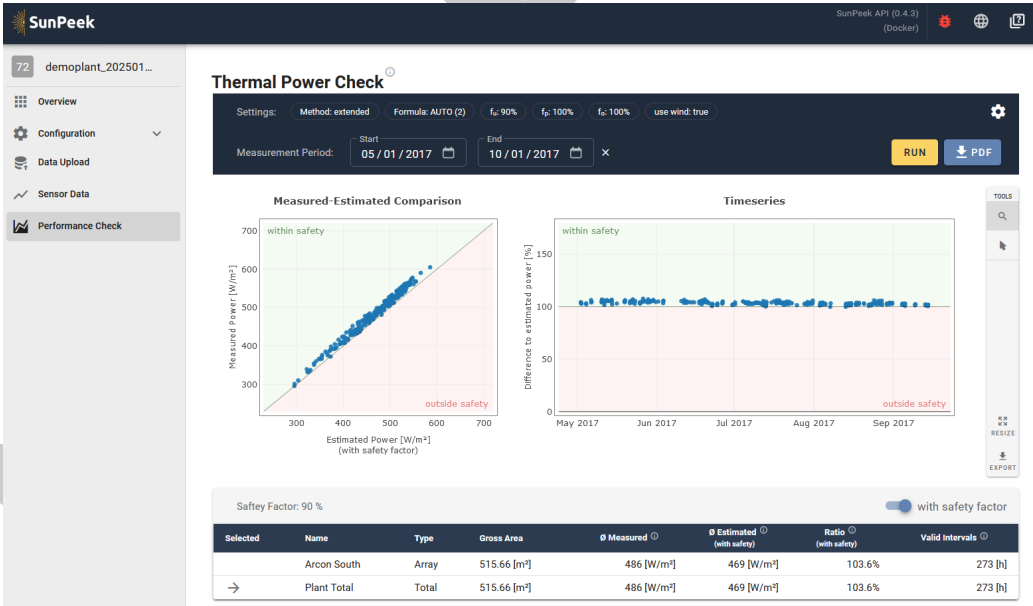 SunPeek
SunPeek API (0.4.3)
(Docker)
72 demoplant_202501...
Overview
Configuration
Data Upload
Sensor Data
Performance Check
Thermal Power Check
Settings: Method: extended Formula: AUTO (2) fᵤ: 90% fₚ: 100% fₒ: 100% use wind: true
Measurement Period: Start 05/01/2017 End 10/01/2017 × RUN PDF
TOOLS
RESIZE
EXPORT
Measured-Estimated Comparison
within safety
outside safety
Measured Power [W/m²]
700
600
500
400
300
300 400 500 600 700
Estimated Power [W/m²]
(with safety factor)
Timeseries
within safety
outside safety
Difference to estimated power [%]
150
100
50
0
May 2017 Jun 2017 Jul 2017 Aug 2017 Sep 2017
Saftey Factor: 90 % with safety factor
Selected Name Type Gross Area Ø Measured Ø Estimated (with safety) Ratio (with safety) Valid Intervals
Arcon South Array 515.66 [m²] 486 [W/m²] 469 [W/m²] 103.6% 273 [h]
→ Plant Total Total 515.66 [m²] 486 [W/m²] 469 [W/m²] 103.6% 273 [h]